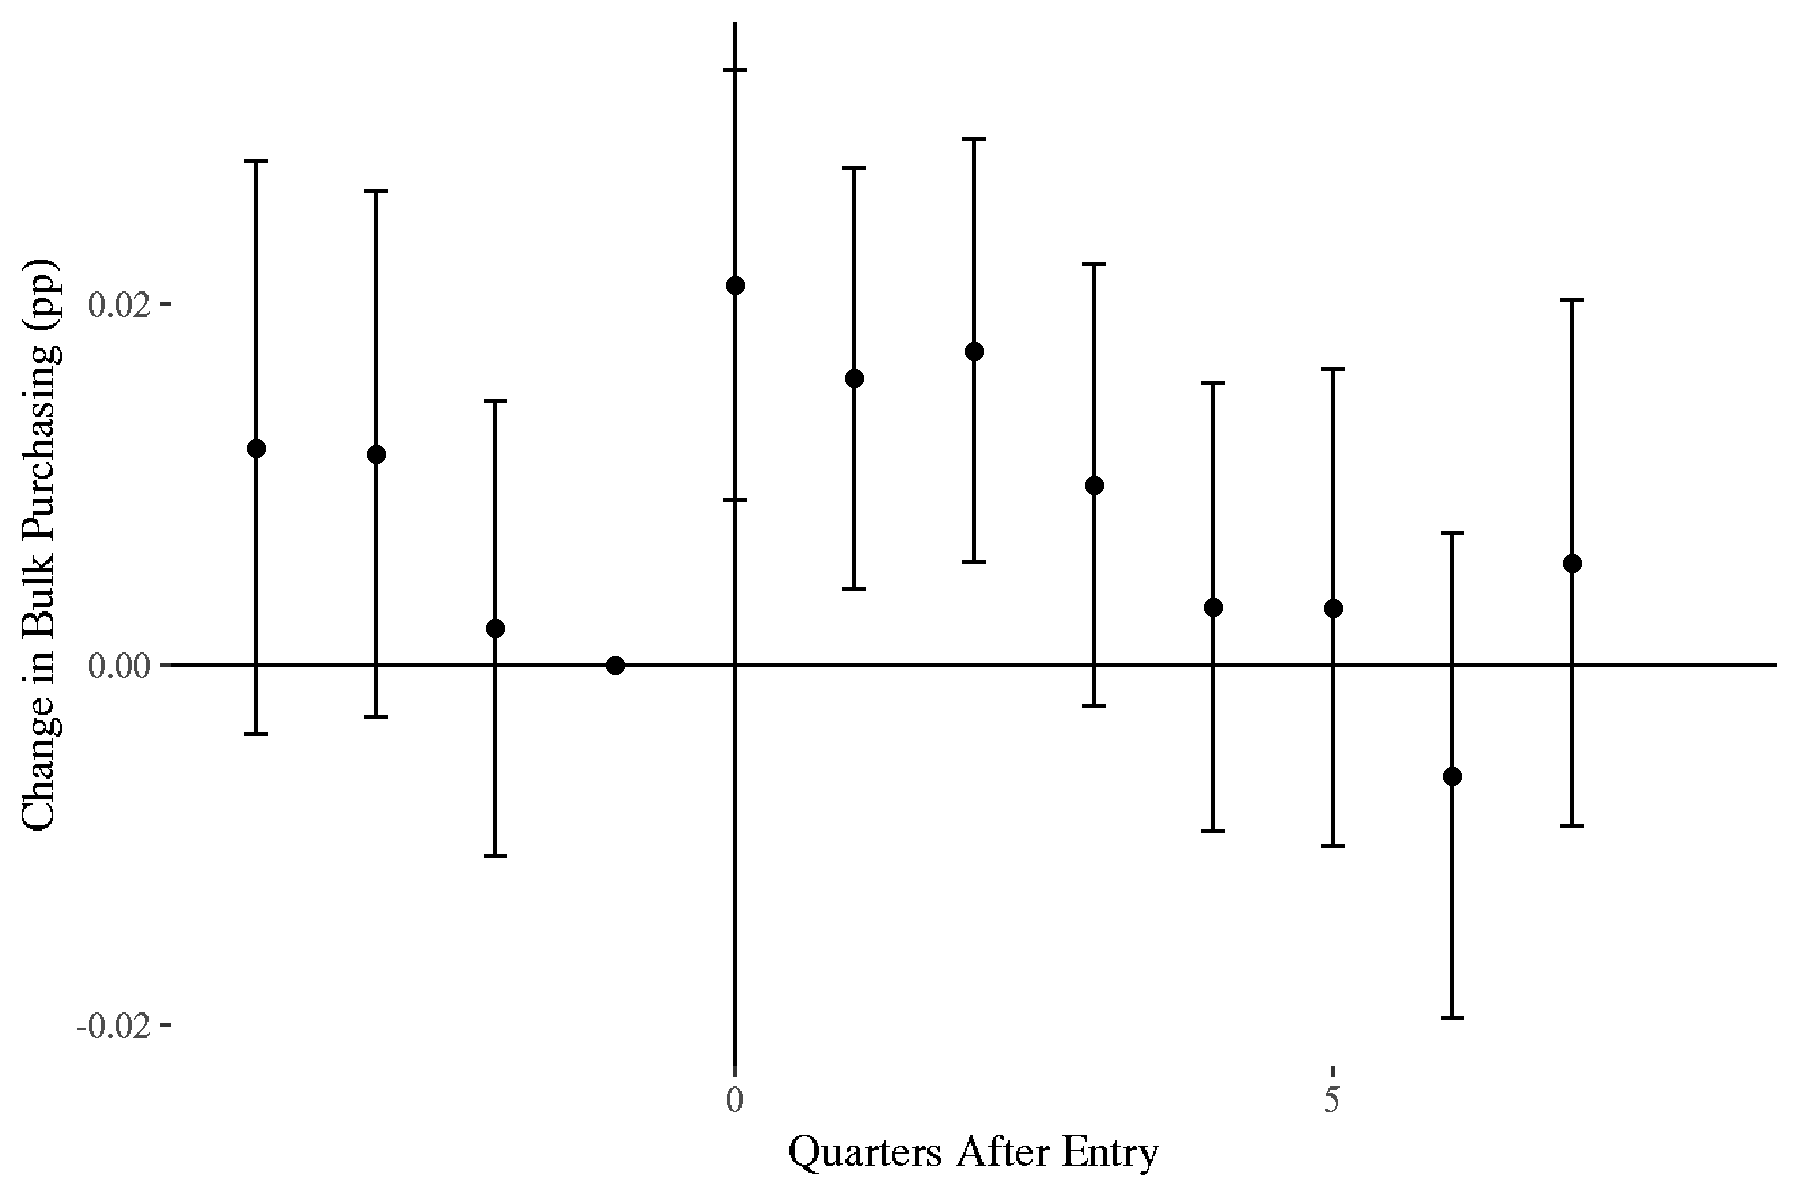 Change in Bulk Purchasing (pp)
0.02
0.00
-0.02
0
5
Quarters After Entry